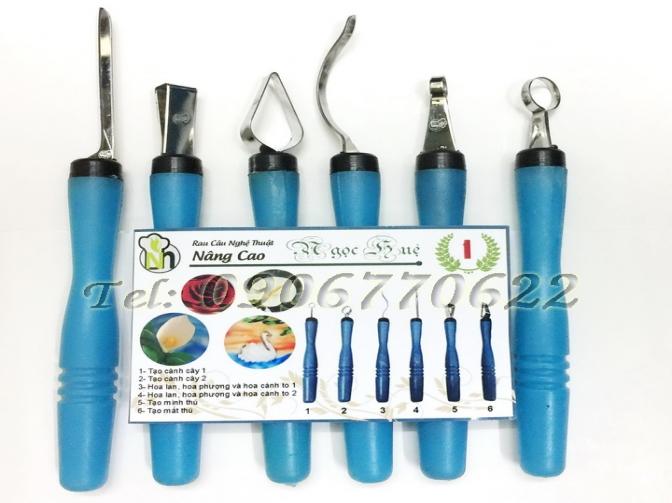 Rau Câu Nghệ Thuật
Nâng Cao
Ngọc Huệ
1
Nh
Tel: 0906770622
1- Tạo cành cây 1
2- Tạo cành cây 2
3- Hoa lan, hoa phượng và hoa cánh to 1
4- Hoa lan, hoa phượng và hoa cánh to 2
5- Tạo mình thú
6- Tạo mắt thú
1 2 3 4 5 6